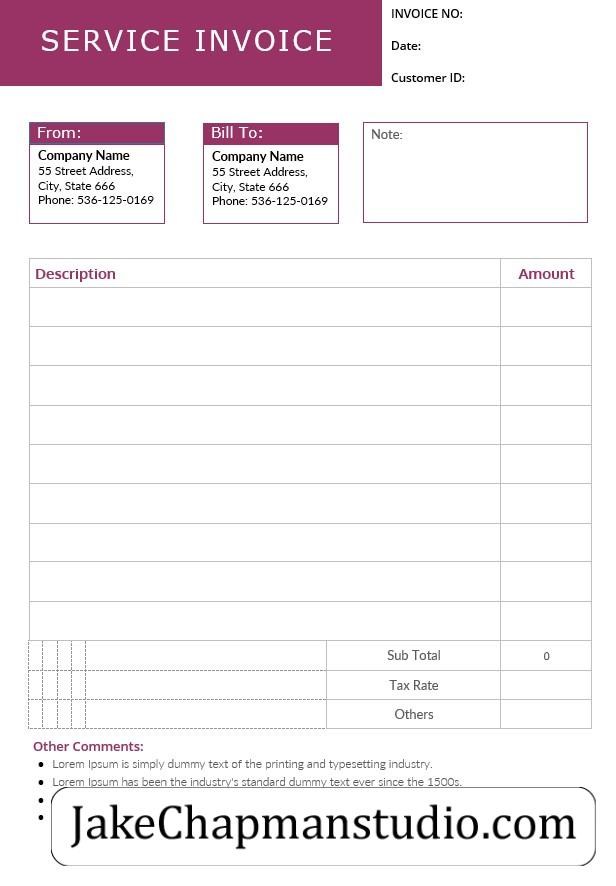 SERVICE INVOICE
INVOICE NO:
Date:
Customer ID:
From:
Company Name
55 Street Address,
City, State 666
Phone: 536-125-0169
Bill To:
Company Name
55 Street Address,
City, State 666
Phone: 536-125-0169
Note:
Description Amount
Sub Total 0
Tax Rate
Others
Other Comments:
• Lorem Ipsum is simply dummy text of the printing and typesetting industry.
• Lorem Ipsum has been the industry's standard dummy text ever since the 1500s.
JakeChapmanstudio.com